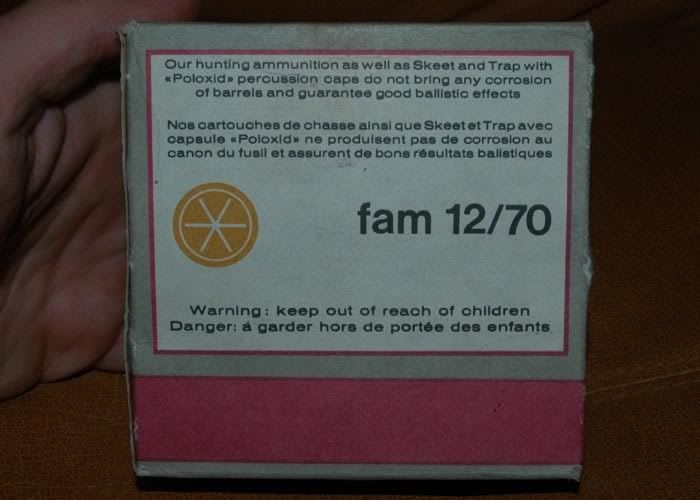 Our hunting ammunition as well as Skeet and Trap with
«Poloxid» percussion caps do not bring any corrosion
of barrels and guarantee good ballistic effects
Nos cartouches de chasse ainsi que Skeet et Trap avec
capsule «Poloxid» ne produisent pas de corrosion au
canon du fusil et assurent de bons résultats balistiques
fam 12/70
Warning: keep out of reach of children
Danger: á garder hors de portée des enfants